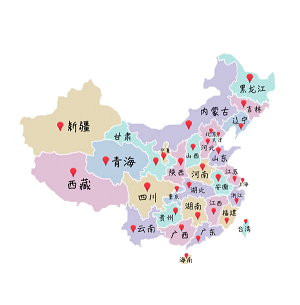 黑龙江
吉林
内蒙古
辽宁
新疆
甘肃
北京
天津
河北
宁夏
山西
山东
青海
陕西
河南
江苏
西藏
安徽
上海
四川
湖北
重庆
浙江
湖南
江西
贵州
福建
云南
广西
广东
台湾
海南